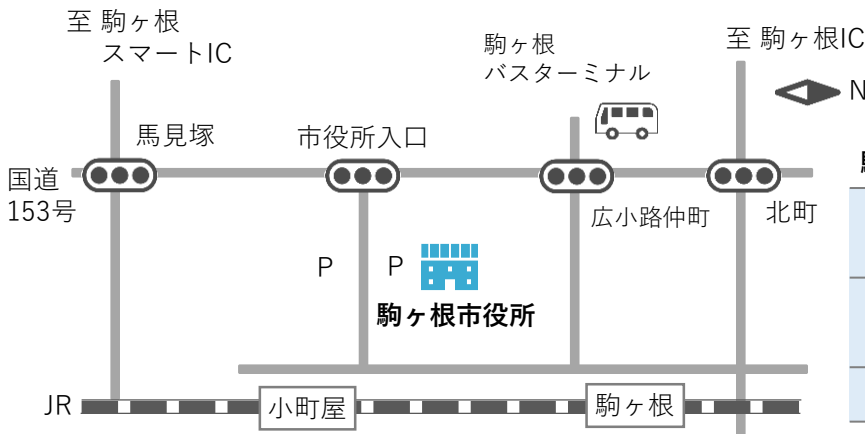 至 駒ヶ根
スマートIC
駒ヶ根
バスターミナル
至 駒ヶ根IC
N
馬見塚
市役所入口
国道
153号
広小路仲町
北町
P
P
駒ヶ根市役所
JR
小町屋
駒ヶ根